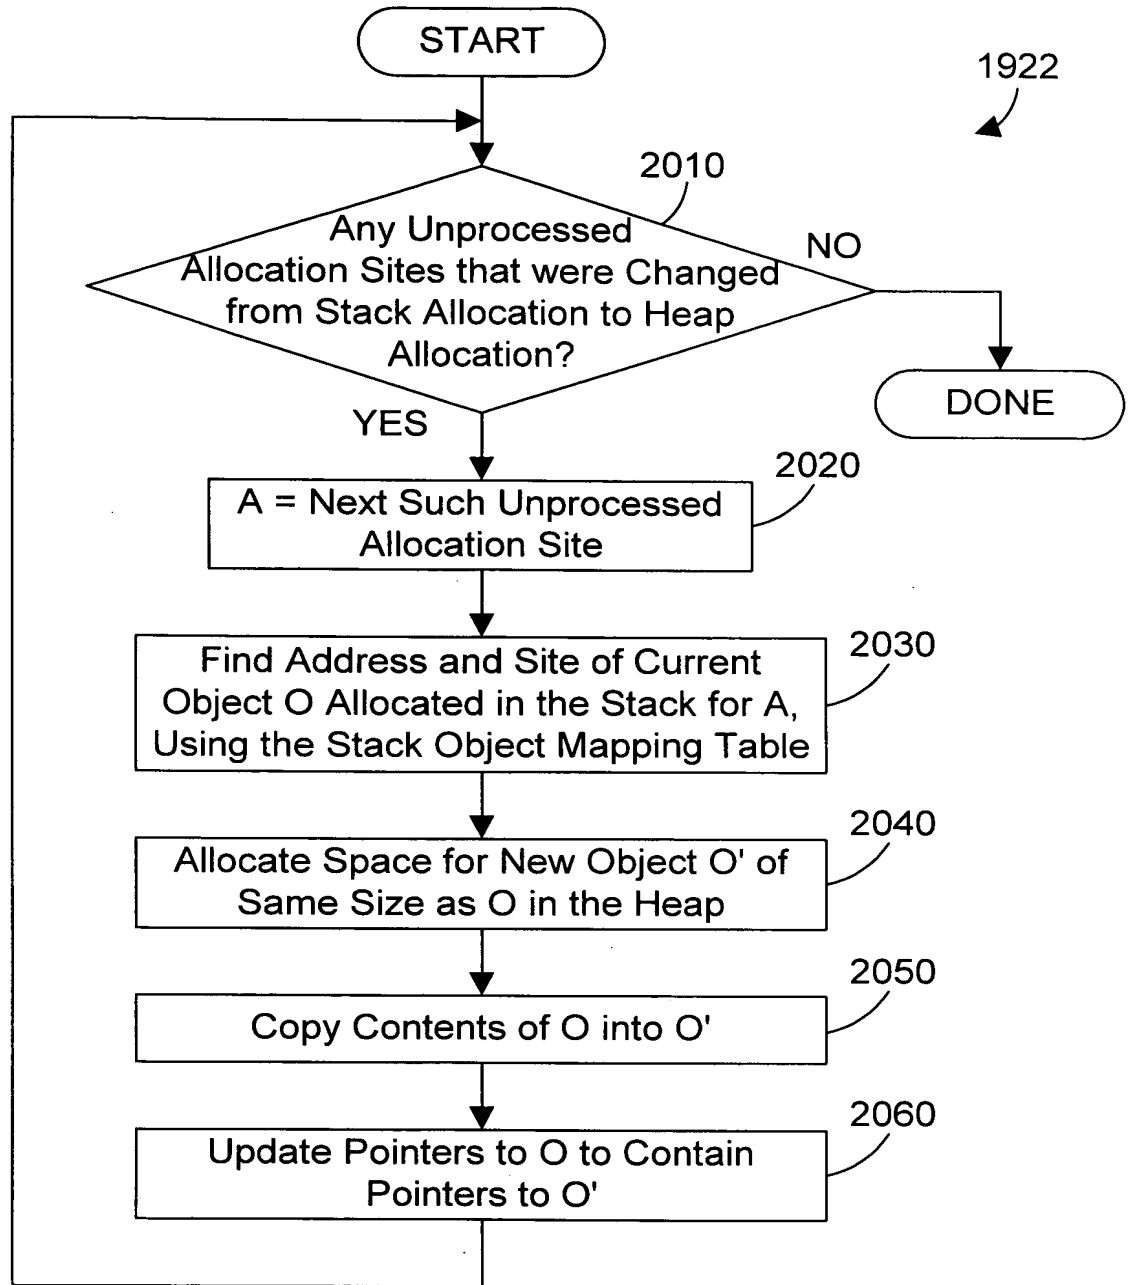 START
1922
2010
Any Unprocessed
Allocation Sites that were Changed
from Stack Allocation to Heap
Allocation?
NO
DONE
YES
2020
A = Next Such Unprocessed
Allocation Site
2030
Find Address and Site of Current
Object O Allocated in the Stack for A,
Using the Stack Object Mapping Table
2040
Allocate Space for New Object O' of
Same Size as O in the Heap
2050
Copy Contents of O into O'
2060
Update Pointers to O to Contain
Pointers to O'